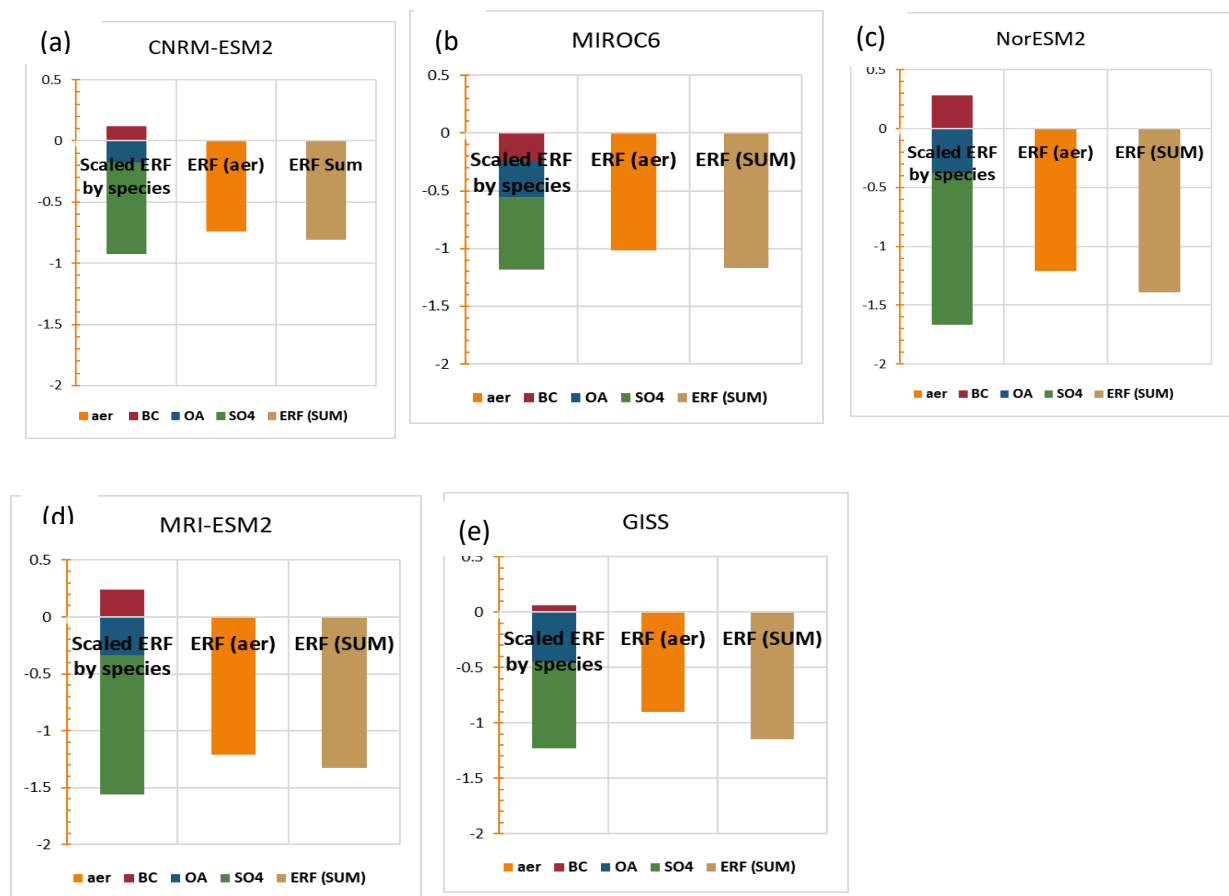 (a)
CNRM-ESM2
0.5
0
-0.5
-1
-1.5
-2
Scaled ERF
by species
ERF (aer)
ERF Sum
aer BC OA SO4 ERF (SUM)
(b)
MIROC6
0.5
0
-0.5
-1
-1.5
-2
Scaled ERF
by species
ERF (aer)
ERF (SUM)
aer BC OA SO4 ERF (SUM)
(c)
NorESM2
0.5
0
-0.5
-1
-1.5
-2
Scaled ERF
by species
ERF (aer)
ERF (SUM)
aer BC OA SO4 ERF (SUM)
(d)
MRI-ESM2
0.5
0
-0.5
-1
-1.5
-2
Scaled ERF
by species
ERF (aer)
ERF (SUM)
aer BC OA SO4 ERF (SUM)
(e)
GISS
0.5
0
-0.5
-1
-1.5
-2
Scaled ERF
by species
ERF (aer)
ERF (SUM)
aer BC OA SO4 ERF (SUM)